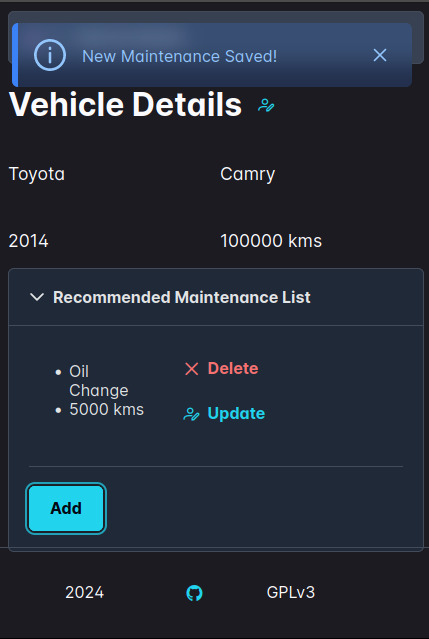 New Maintenance Saved!
Vehicle Details
Toyota Camry
2014 100000 kms
Recommended Maintenance List
Oil
Change
5000 kms
Delete
Update
Add
2024 GPLv3